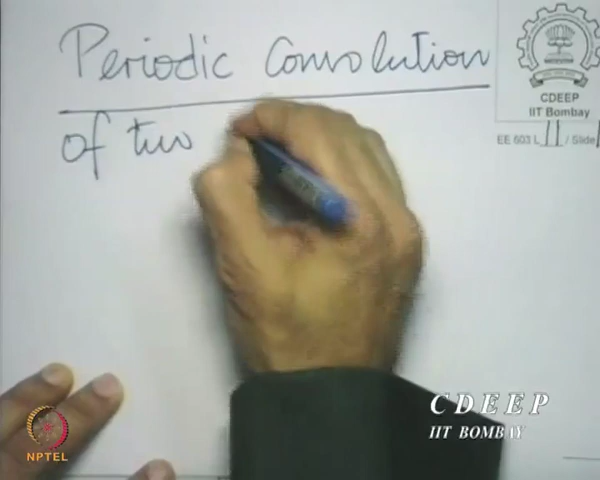 Periodic Convolution
of two
CDEEP
IIT Bombay
EE 603 L 11 / Slide
CDEEP
IIT BOMBAY
NPTEL